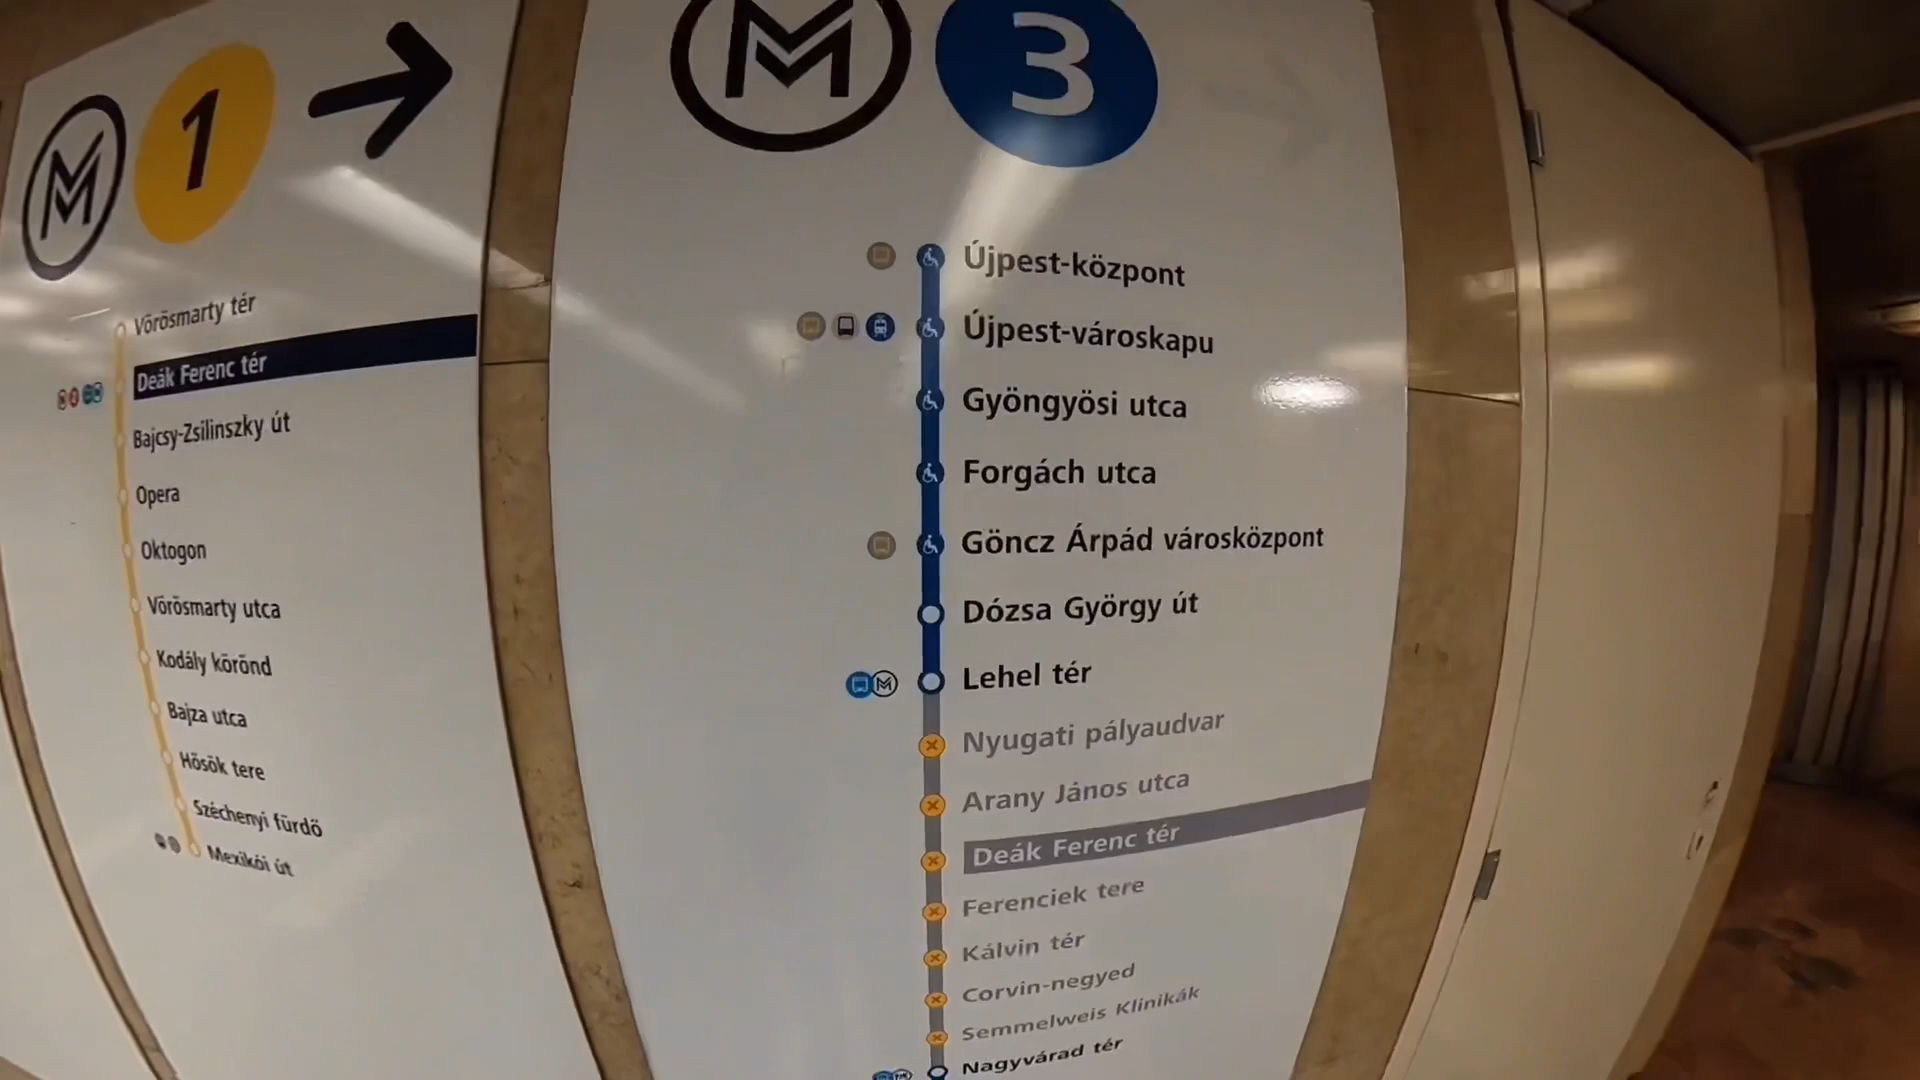 M 1
Vörösmarty tér
Deák Ferenc tér
Bajcsy-Zsilinszky út
Opera
Oktogon
Vörösmarty utca
Kodály körönd
Bajza utca
Hősök tere
Széchenyi fürdő
Mexikói út
M 3
Újpest-központ
Újpest-városkapu
Gyöngyösi utca
Forgách utca
Göncz Árpád városközpont
Dózsa György út
Lehel tér
Nyugati pályaudvar
Arany János utca
Deák Ferenc tér
Ferenciek tere
Kálvin tér
Corvin-negyed
Semmelweis Klinikák
Nagyvárad tér